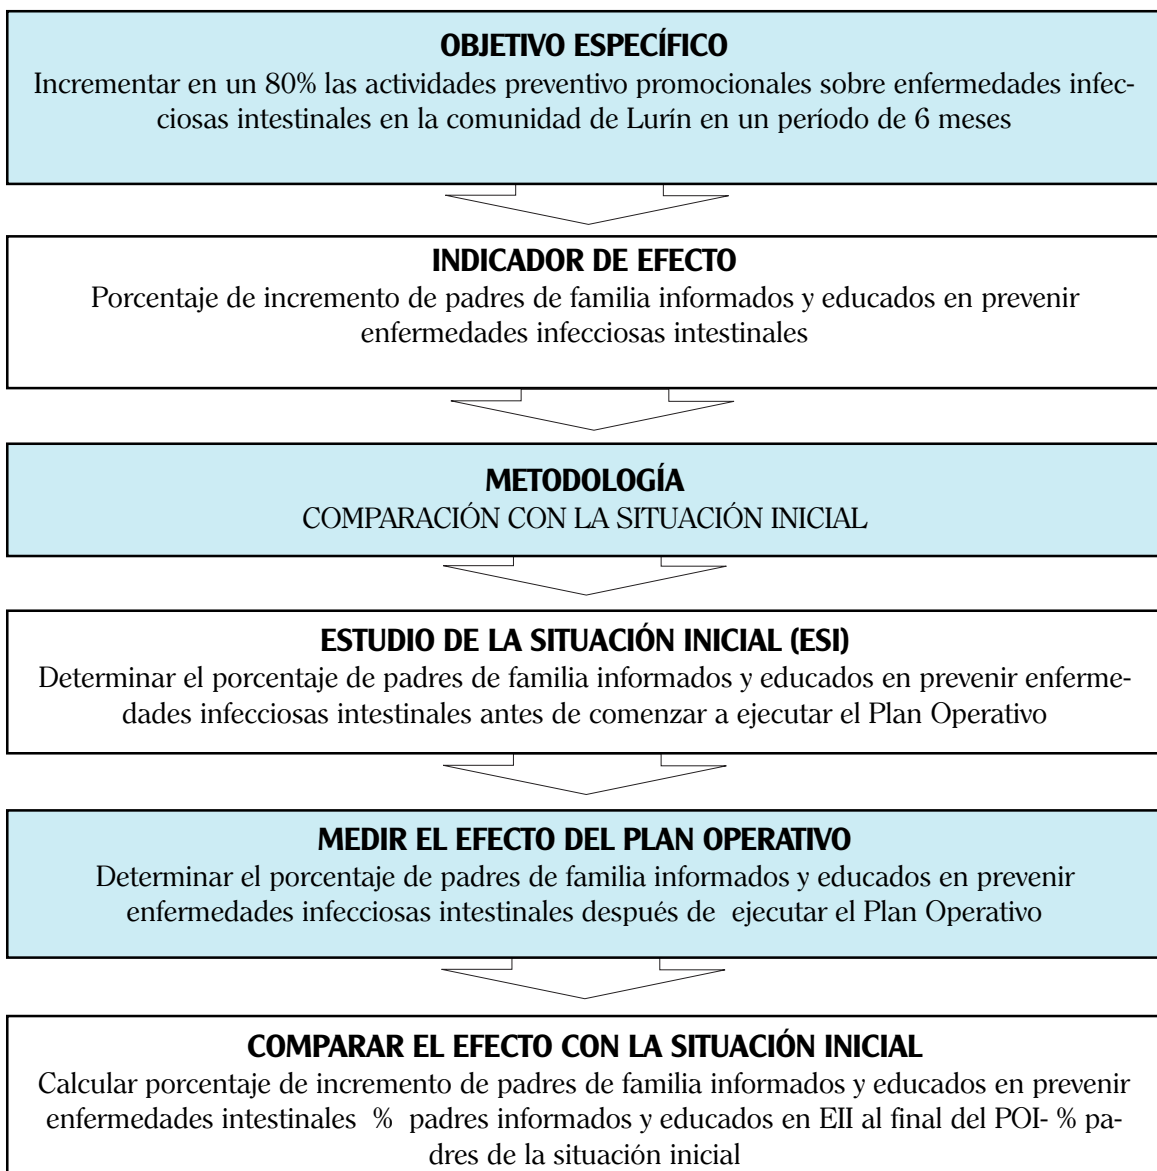 OBJETIVO ESPECÍFICO
Incrementar en un 80% las actividades preventivo promocionales sobre enfermedades infec-
ciosas intestinales en la comunidad de Lurín en un período de 6 meses
INDICADOR DE EFECTO
Porcentaje de incremento de padres de familia informados y educados en prevenir
enfermedades infecciosas intestinales
METODOLOGÍA
COMPARACIÓN CON LA SITUACIÓN INICIAL
ESTUDIO DE LA SITUACIÓN INICIAL (ESI)
Determinar el porcentaje de padres de familia informados y educados en prevenir enferme-
dades infecciosas intestinales antes de comenzar a ejecutar el Plan Operativo
MEDIR EL EFECTO DEL PLAN OPERATIVO
Determinar el porcentaje de padres de familia informados y educados en prevenir
enfermedades infecciosas intestinales después de ejecutar el Plan Operativo
COMPARAR EL EFECTO CON LA SITUACIÓN INICIAL
Calcular porcentaje de incremento de padres de familia informados y educados en prevenir
enfermedades intestinales % padres informados y educados en EII al final del POI- % pa-
dres de la situación inicial